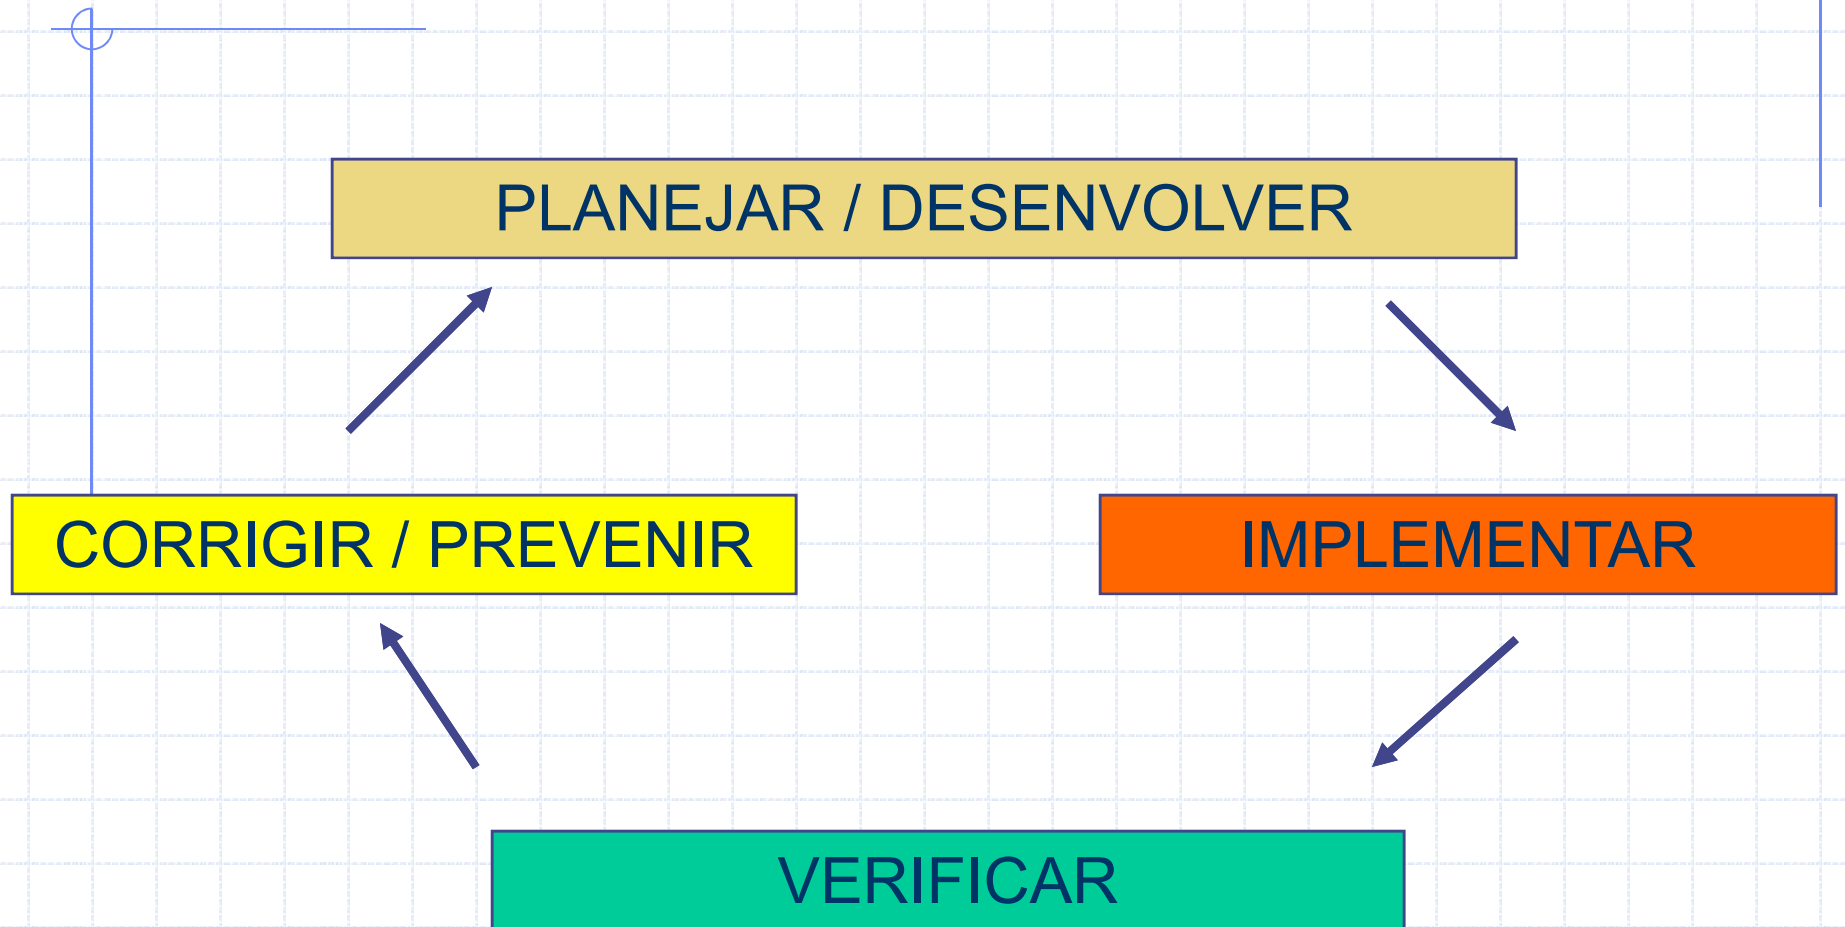 PLANEJAR / DESENVOLVER
CORRIGIR / PREVENIR
IMPLEMENTAR
VERIFICAR